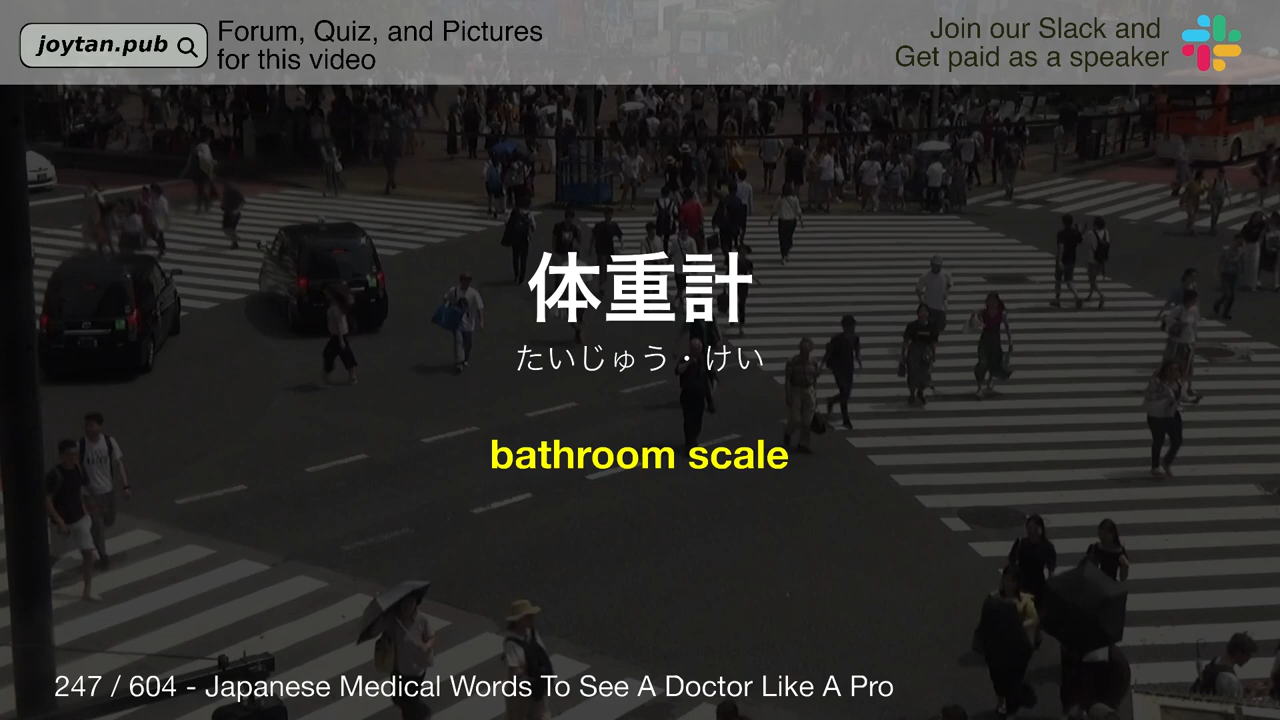 joytan.pub
Forum, Quiz, and Pictures
for this video
Join our Slack and
Get paid as a speaker
体重計
たいじゅう・けい
bathroom scale
247 / 604 - Japanese Medical Words To See A Doctor Like A Pro